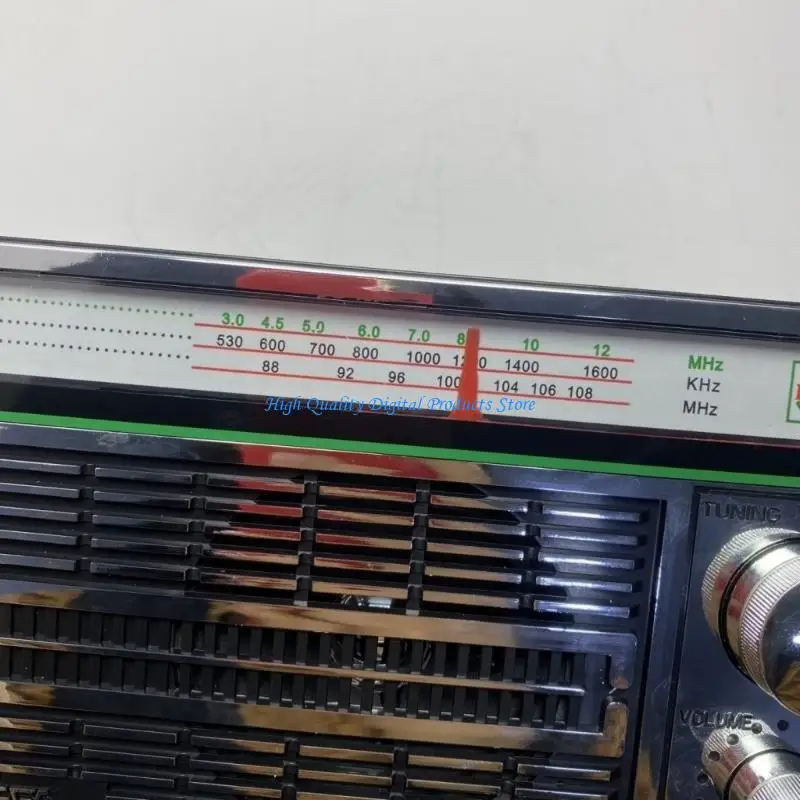 3.0 4.5 5.0 6.0 7.0 8 10 12 MHz
530 600 700 800 1000 1400 1600 KHz
88 92 96 100 104 106 108 MHz
High Quality Digital Products Store
TUNING
VOLUME